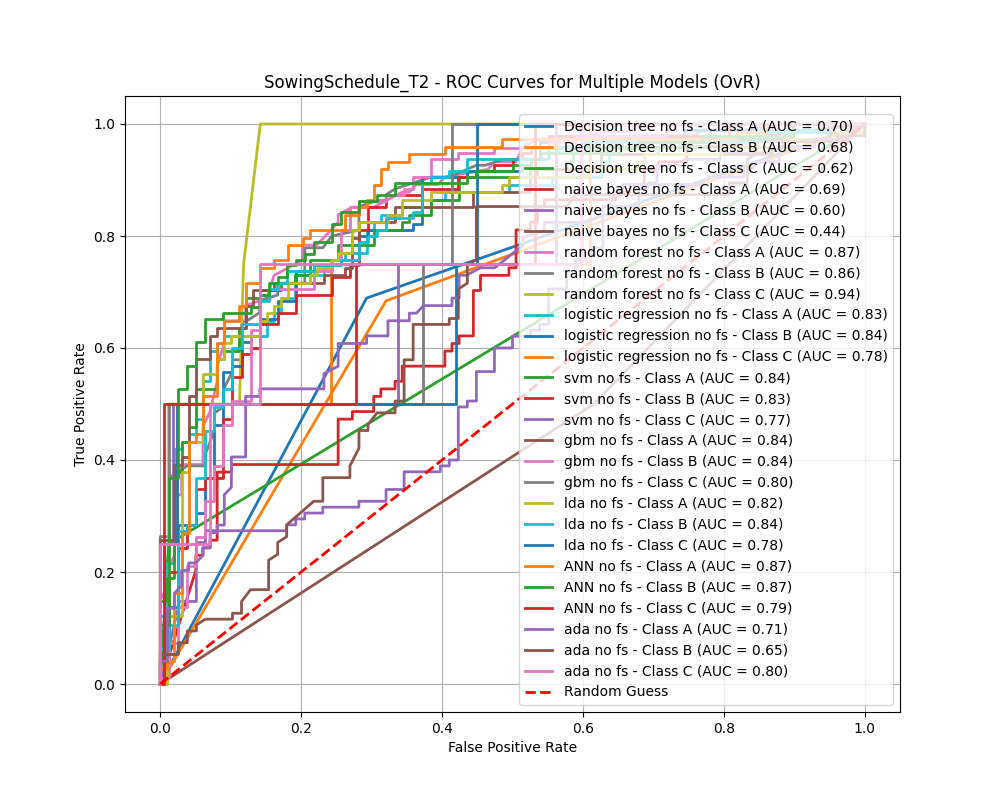 SowingSchedule_T2 - ROC Curves for Multiple Models (OvR)
True Positive Rate
1.0
0.8
0.6
0.4
0.2
0.0
Decision tree no fs - Class A (AUC = 0.70)
Decision tree no fs - Class B (AUC = 0.68)
Decision tree no fs - Class C (AUC = 0.62)
naive bayes no fs - Class A (AUC = 0.69)
naive bayes no fs - Class B (AUC = 0.60)
naive bayes no fs - Class C (AUC = 0.44)
random forest no fs - Class A (AUC = 0.87)
random forest no fs - Class B (AUC = 0.86)
random forest no fs - Class C (AUC = 0.94)
logistic regression no fs - Class A (AUC = 0.83)
logistic regression no fs - Class B (AUC = 0.84)
logistic regression no fs - Class C (AUC = 0.78)
svm no fs - Class A (AUC = 0.84)
svm no fs - Class B (AUC = 0.83)
svm no fs - Class C (AUC = 0.77)
gbm no fs - Class A (AUC = 0.84)
gbm no fs - Class B (AUC = 0.84)
gbm no fs - Class C (AUC = 0.80)
lda no fs - Class A (AUC = 0.82)
lda no fs - Class B (AUC = 0.84)
lda no fs - Class C (AUC = 0.78)
ANN no fs - Class A (AUC = 0.87)
ANN no fs - Class B (AUC = 0.87)
ANN no fs - Class C (AUC = 0.79)
ada no fs - Class A (AUC = 0.71)
ada no fs - Class B (AUC = 0.65)
ada no fs - Class C (AUC = 0.80)
Random Guess
0.0 0.2 0.4 0.6 0.8 1.0
False Positive Rate